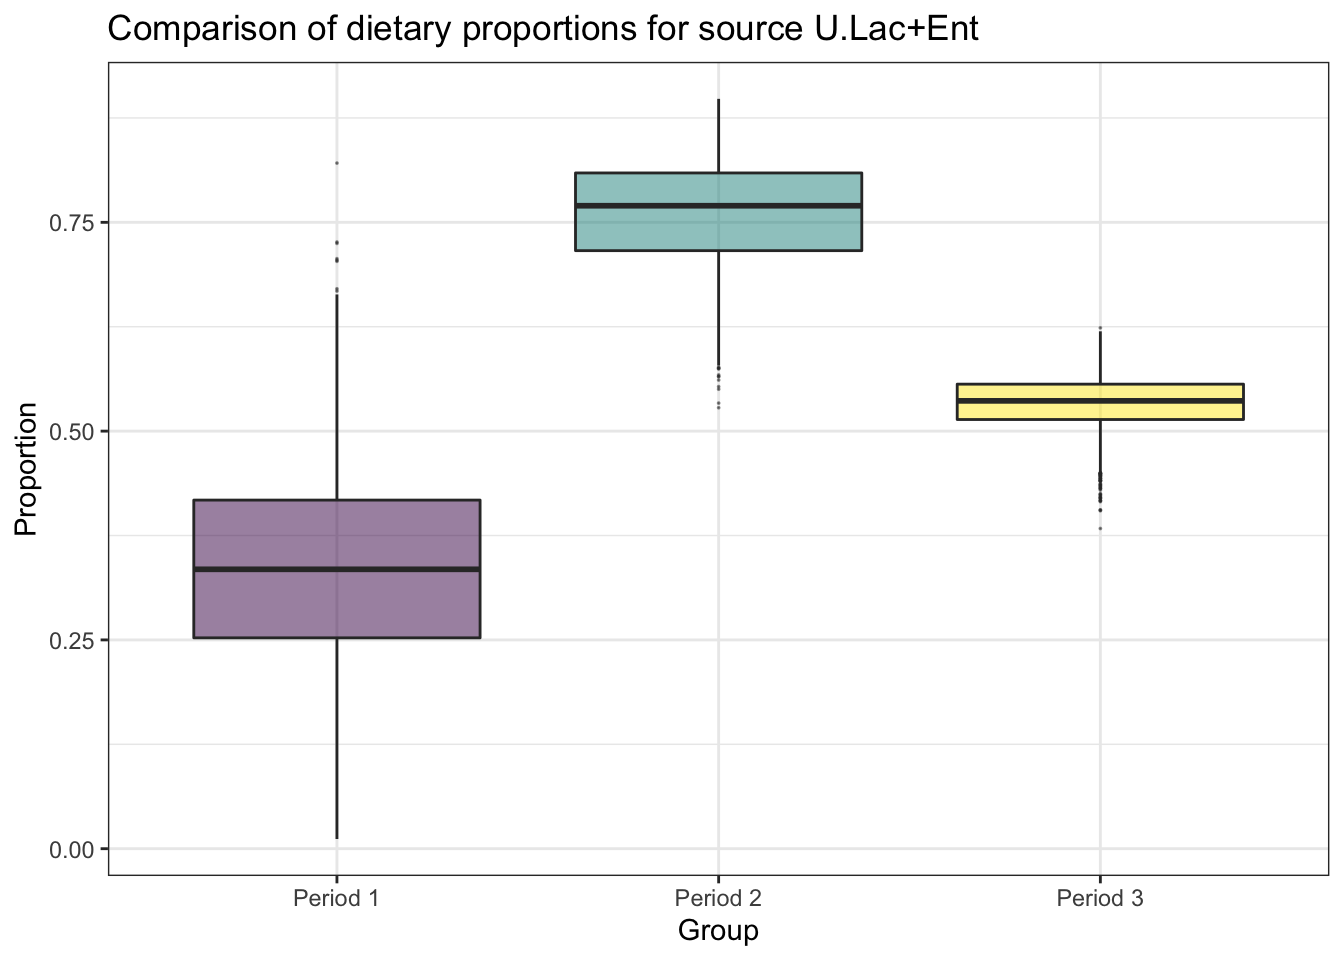 Comparison of dietary proportions for source U.Lac+Ent
Proportion
0.75
0.50
0.25
0.00
Period 1
Period 2
Period 3
Group